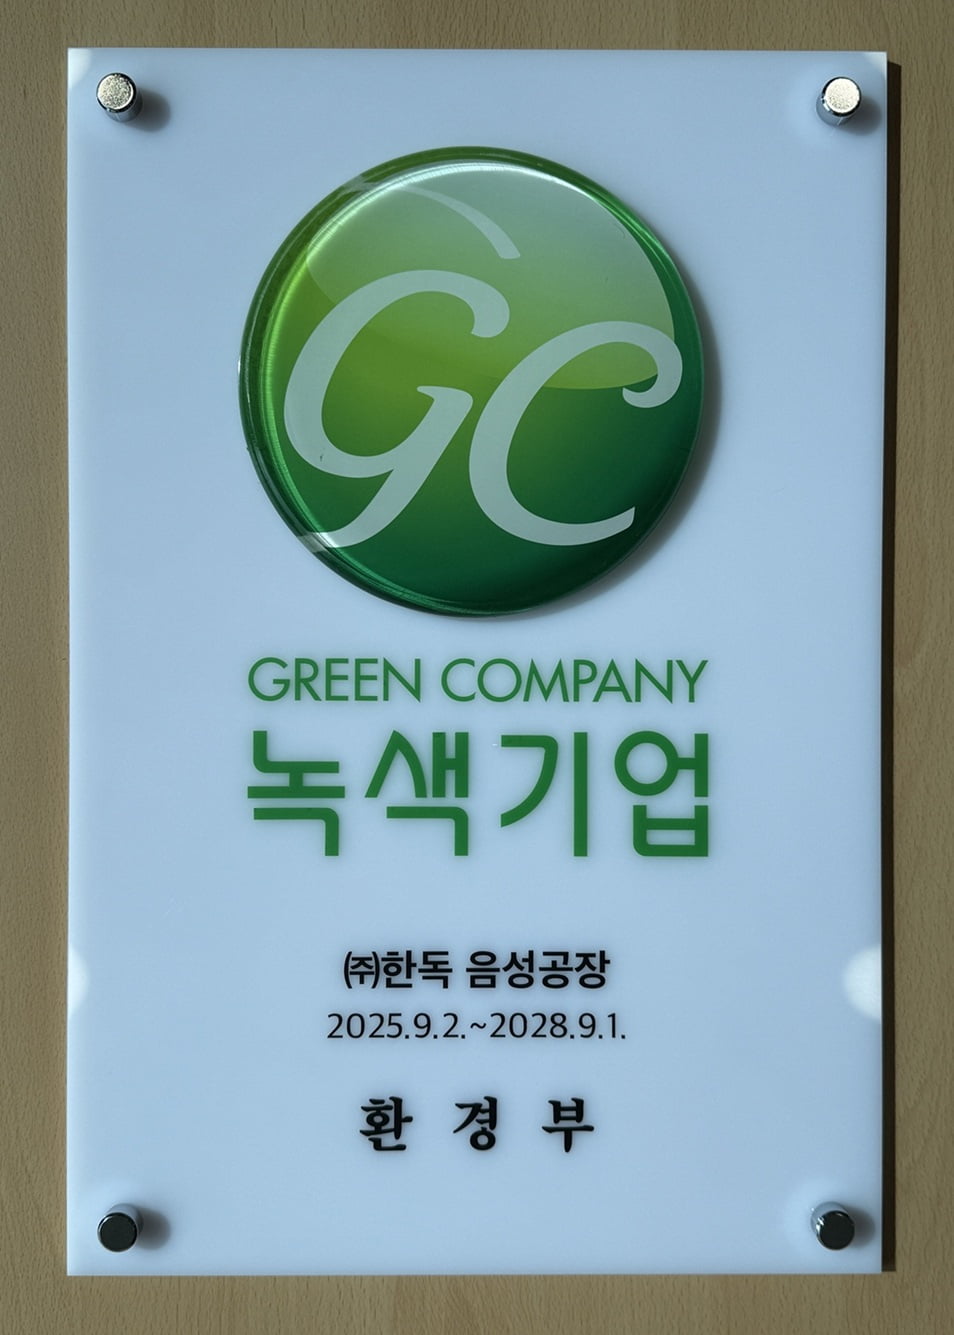 GC
GREEN COMPANY
녹색기업
㈜한독 음성공장
2025.9.2.~2028.9.1.
환경부